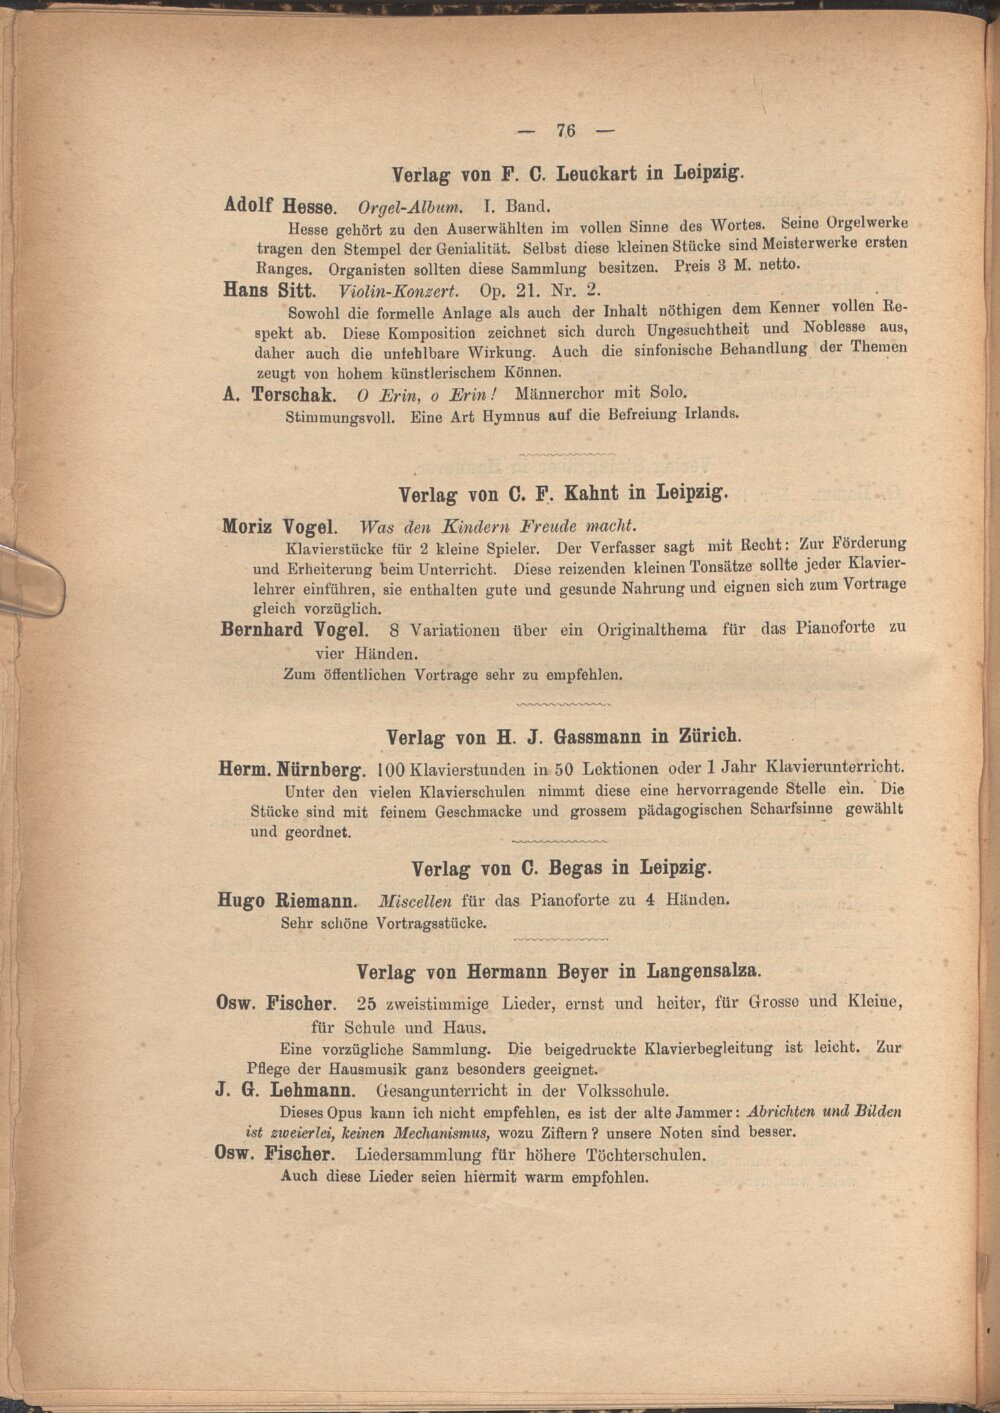 — 76 —
Verlag von F. C. Leuckart in Leipzig.
Adolf Hesse. Orgel-Album. I. Band.
Hesse gehört zu den Auserwählten im vollen Sinne des Wortes. Seine Orgelwerke
tragen den Stempel der Genialität. Selbst diese kleinen Stücke sind Meisterwerke ersten
Ranges. Organisten sollten diese Sammlung besitzen. Preis 3 M. netto.
Hans Sitt. Violin-Konzert. Op. 21. Nr. 2.
Sowohl die formelle Anlage als auch der Inhalt nöthigen dem Kenner vollen Re-
spekt ab. Diese Komposition zeichnet sich durch Ungesuchtheit und Noblesse aus,
daher auch die unfehlbare Wirkung. Auch die sinfonische Behandlung der Themen
zeugt von hohem künstlerischem Können.
A. Terschak. O Erin, o Erin! Männerchor mit Solo.
Stimmungsvoll. Eine Art Hymnus auf die Befreiung Irlands.
Verlag von C. F. Kahnt in Leipzig.
Moriz Vogel. Was den Kindern Freude macht.
Klavierstücke für 2 kleine Spieler. Der Verfasser sagt mit Recht: Zur Förderung
und Erheiterung beim Unterricht. Diese reizenden kleinen Tonsätze sollte jeder Klavier-
lehrer einführen, sie enthalten gute und gesunde Nahrung und eignen sich zum Vortrage
gleich vorzüglich.
Bernhard Vogel. 8 Variationen über ein Originalthema für das Pianoforte zu
vier Händen.
Zum öffentlichen Vortrage sehr zu empfehlen.
Verlag von H. J. Gassmann in Zürich.
Herm. Nürnberg. 100 Klavierstunden in 50 Lektionen oder 1 Jahr Klavierunterricht.
Unter den vielen Klavierschulen nimmt diese eine hervorragende Stelle ein. Die
Stücke sind mit feinem Geschmacke und grossem pädagogischen Scharfsinne gewählt
und geordnet.
Verlag von C. Begas in Leipzig.
Hugo Riemann. Miscellen für das Pianoforte zu 4 Händen.
Sehr schöne Vortragsstücke.
Verlag von Hermann Beyer in Langensalza.
Osw. Fischer. 25 zweistimmige Lieder, ernst und heiter, für Grosse und Kleine,
für Schule und Haus.
Eine vorzügliche Sammlung. Die beigedruckte Klavierbegleitung ist leicht. Zur
Pflege der Hausmusik ganz besonders geeignet.
J. G. Lehmann. Gesangunterricht in der Volksschule.
Dieses Opus kann ich nicht empfehlen, es ist der alte Jammer: Abrichten und Bilden
ist zweierlei, keinen Mechanismus, wozu Ziffern? unsere Noten sind besser.
Osw. Fischer. Liedersammlung für höhere Töchterschulen.
Auch diese Lieder seien hiermit warm empfohlen.